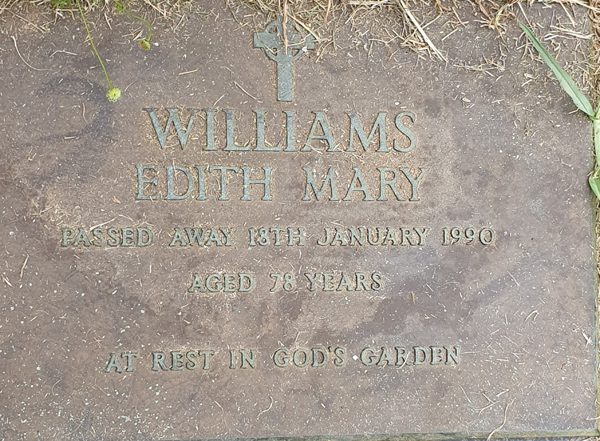 WILLIAMS
EDITH MARY
PASSED AWAY 18TH JANUARY 1990
AGED 78 YEARS
AT REST IN GOD'S GARDEN